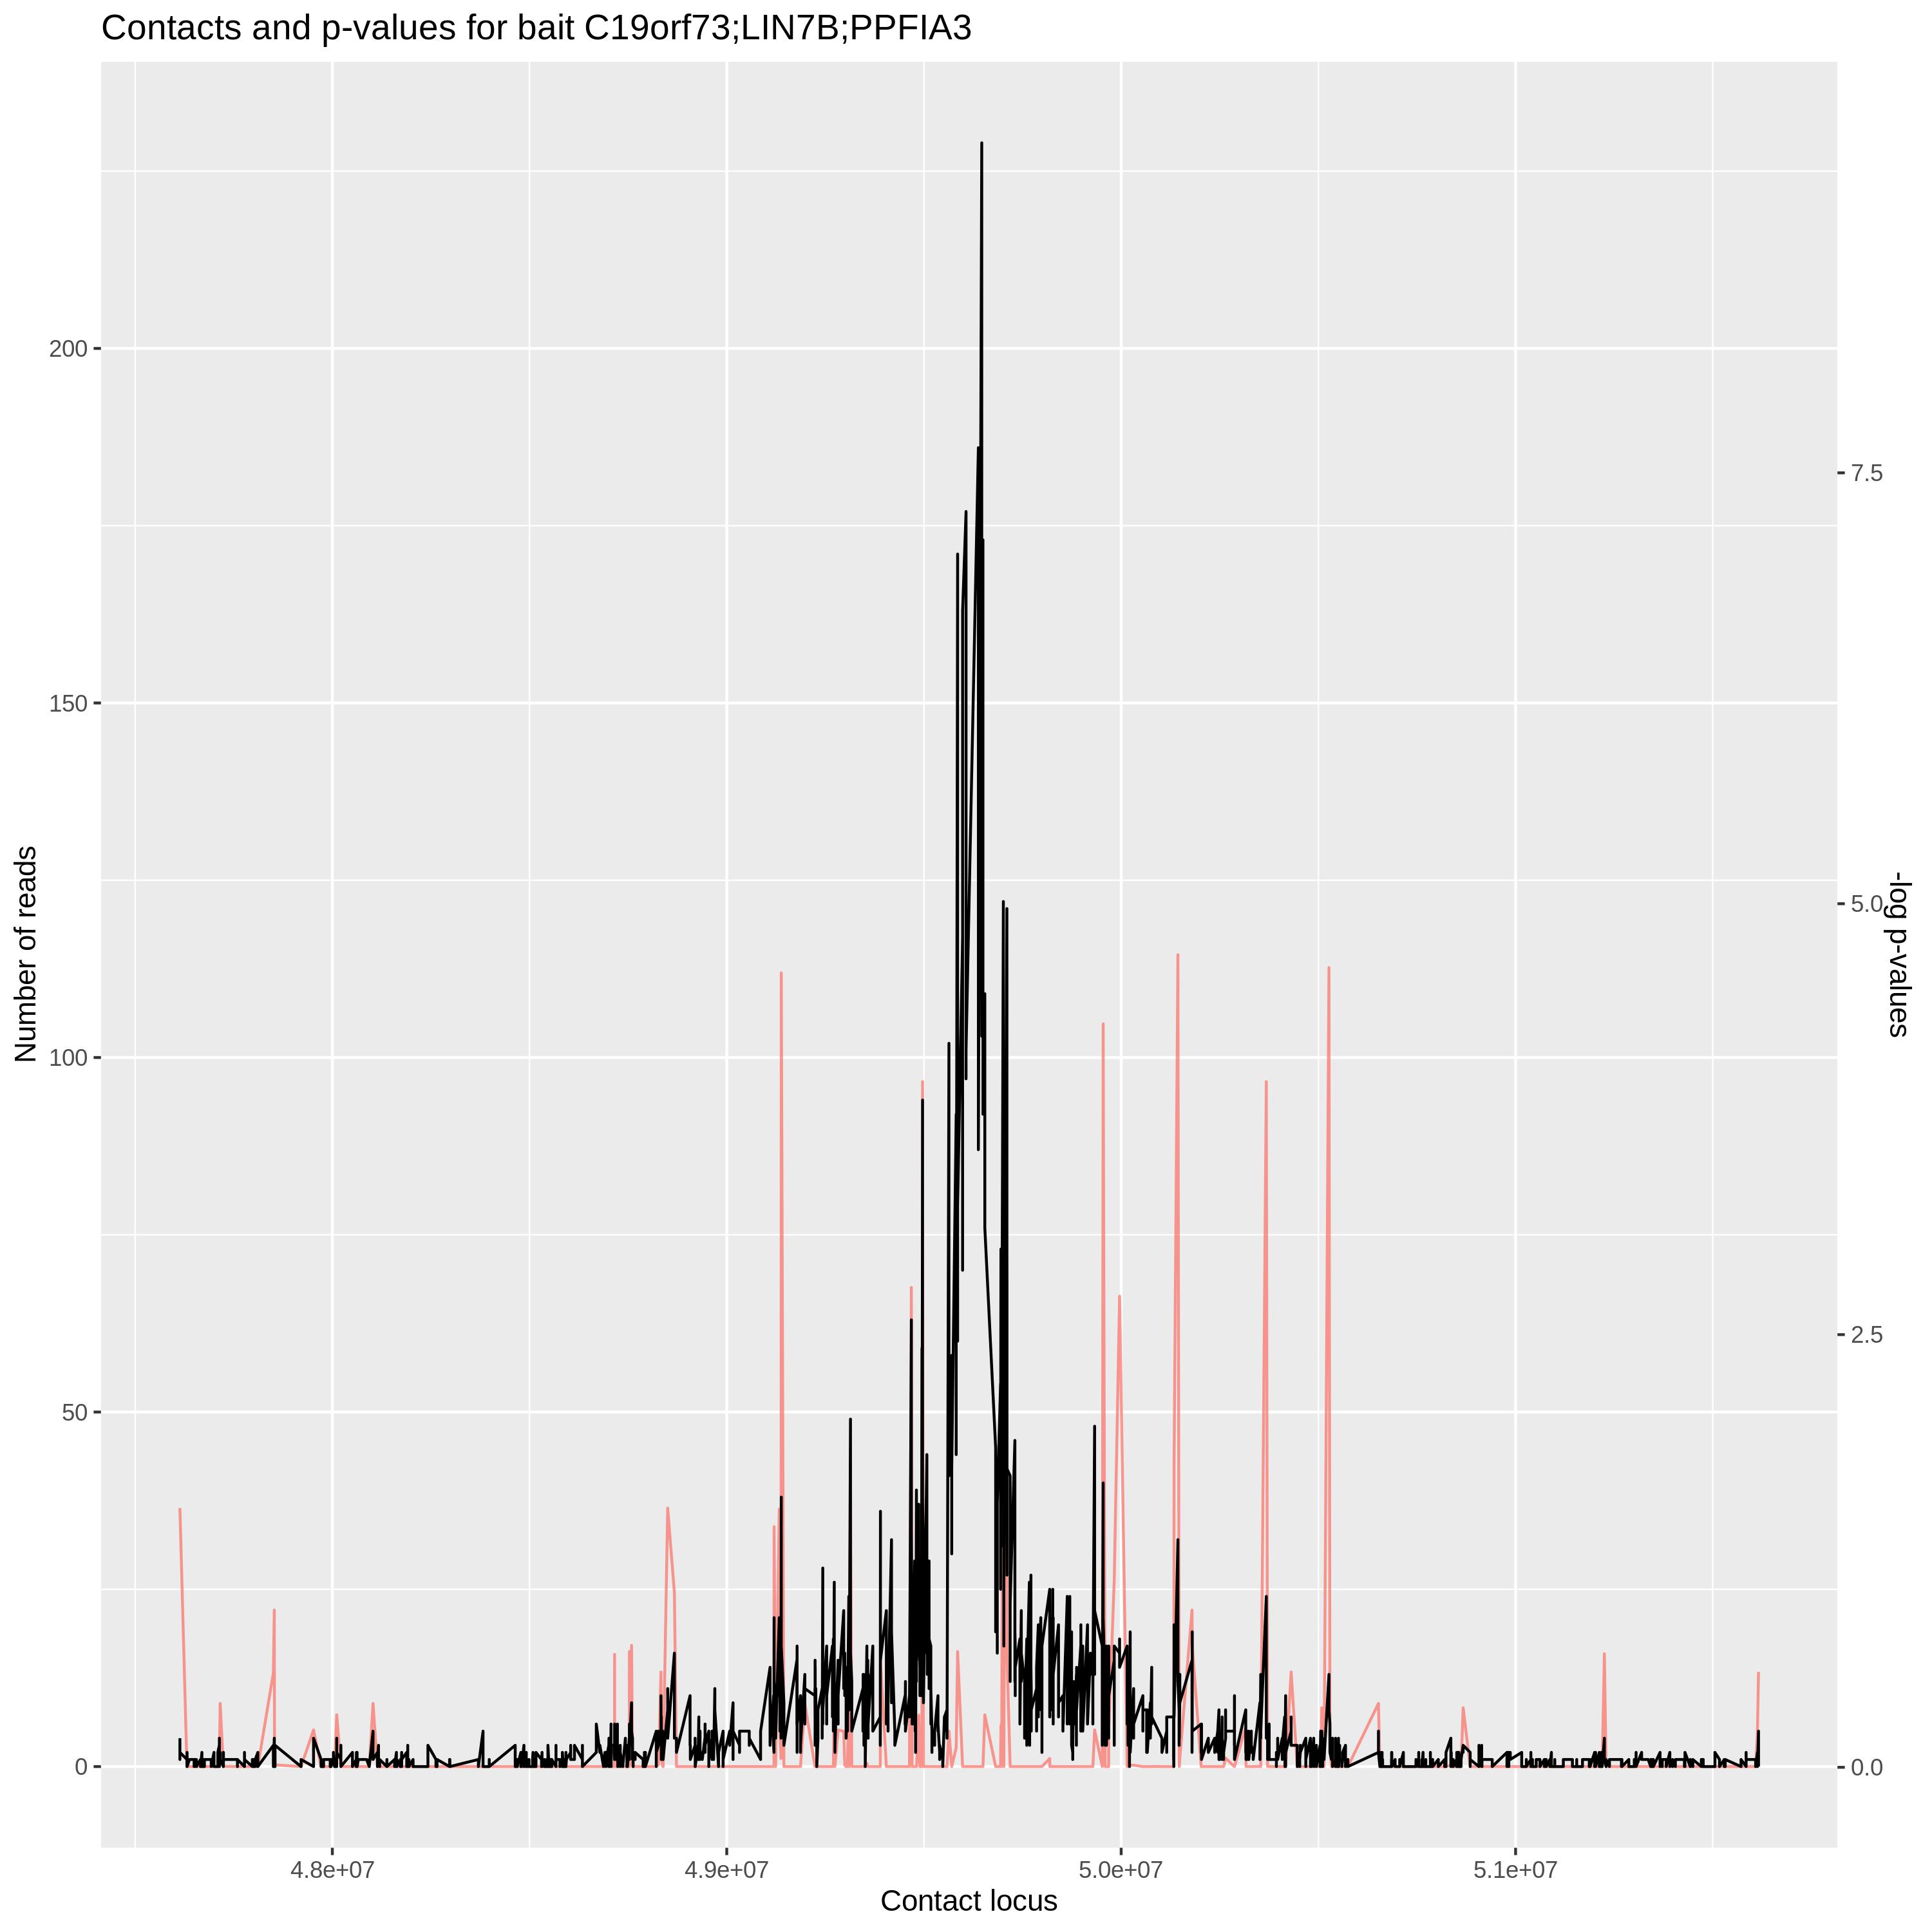 Contacts and p-values for bait C19orf73;LIN7B;PPFIA3
Number of reads
200
150
100
50
0
7.5
5.0
2.5
0.0
-log p-values
4.8e+07
4.9e+07
5.0e+07
5.1e+07
Contact locus